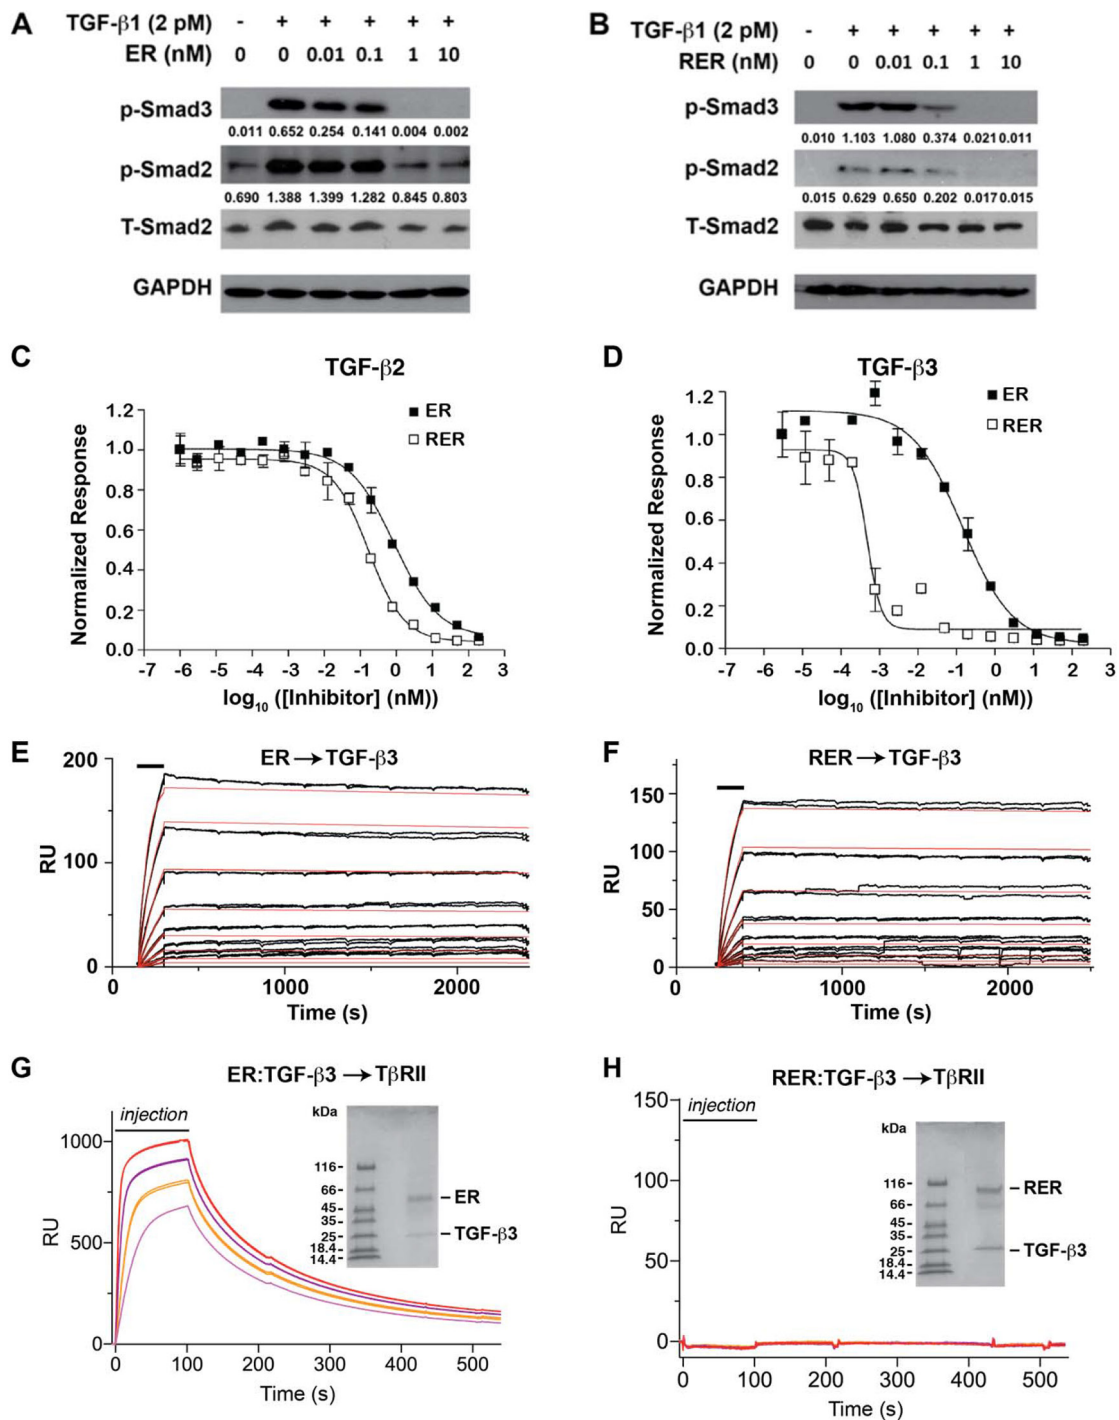 A
TGF-β1 (2 pM) - + + + + +
ER (nM) 0 0 0.01 0.1 1 10
p-Smad3
0.011 0.652 0.254 0.141 0.004 0.002
p-Smad2
0.690 1.388 1.399 1.282 0.845 0.803
T-Smad2
GAPDH
B
TGF-β1 (2 pM) - + + + + +
RER (nM) 0 0 0.01 0.1 1 10
p-Smad3
0.010 1.103 1.080 0.374 0.021 0.011
p-Smad2
0.015 0.629 0.650 0.202 0.017 0.015
T-Smad2
GAPDH
C
TGF-β2
ER
RER
Normalized Response
1.2
1.0
0.8
0.6
0.4
0.2
0.0
-7 -6 -5 -4 -3 -2 -1 0 1 2 3
log10 ([Inhibitor] (nM))
D
TGF-β3
ER
RER
Normalized Response
1.2
1.0
0.8
0.6
0.4
0.2
0.0
-7 -6 -5 -4 -3 -2 -1 0 1 2 3
log10 ([Inhibitor] (nM))
E
ER → TGF-β3
RU
200
100
0
0 1000 2000
Time (s)
F
RER → TGF-β3
RU
150
100
50
0
0 1000 2000
Time (s)
G
ER:TGF-β3 → TβRII
injection
RU
1000
500
0
0 100 200 300 400 500
Time (s)
kDa
116-
66-
45-
35-
25-
18.4-
14.4-
ER
TGF-β3
H
RER:TGF-β3 → TβRII
injection
RU
150
100
50
0
0 100 200 300 400 500
Time (s)
kDa
116-
66-
45-
35-
25-
18.4-
14.4-
RER
TGF-β3